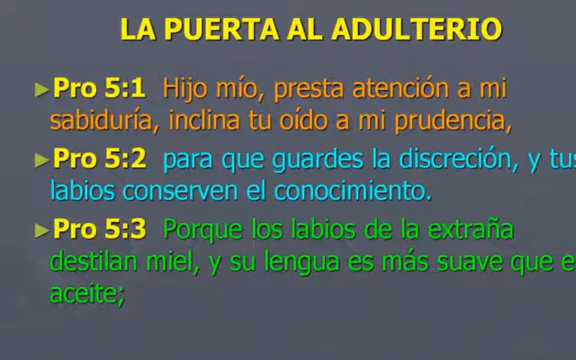 LA PUERTA AL ADULTERIO
Pro 5:1 Hijo mío, presta atención a mi
sabiduría, inclina tu oído a mi prudencia,
Pro 5:2 para que guardes la discreción, y tus
labios conserven el conocimiento.
Pro 5:3 Porque los labios de la extraña
destilan miel, y su lengua es más suave que e
aceite;